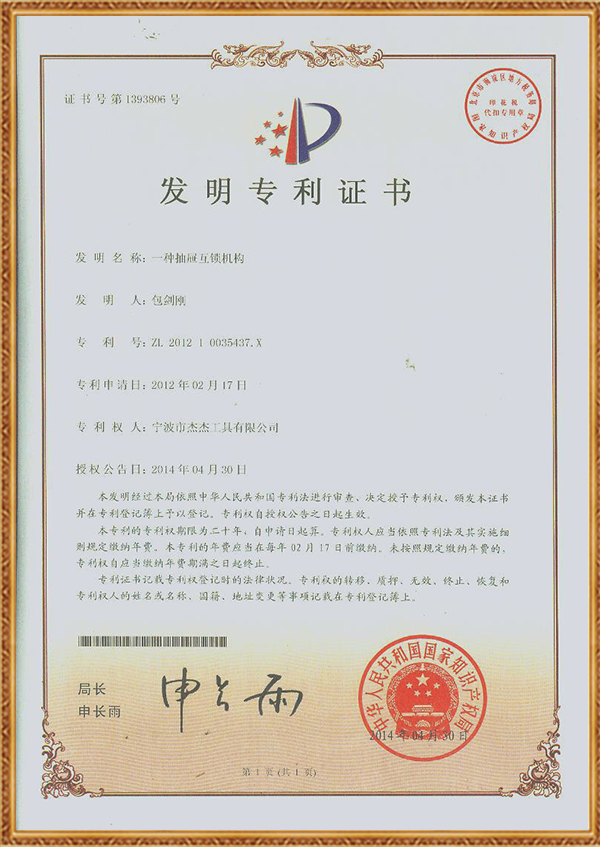 证书号第1393806号
印花税
代扣专用章
发明专利证书
发明名称：一种抽屉互锁机构
发明人：包剑刚
专利号：ZL 2012 1 0035437.X
专利申请日：2012年02月17日
专利权人：宁波市杰杰工具有限公司
授权公告日：2014年04月30日
本发明经过本局依照中华人民共和国专利法进行审查，决定授予专利权，颁发本证书
并在专利登记簿上予以登记。专利权自授权公告之日起生效。
本专利的专利权期限为二十年，自申请日起算。专利权人应当依照专利法及其实施细
则规定缴纳年费。本专利的年费应当在每年02月17日前缴纳。未按照规定缴纳年费的，
专利权自应当缴纳年费期满之日起终止。
专利证书记载专利权登记时的法律状况。专利权的转移、质押、无效、终止、恢复和
专利权人的姓名或名称、国籍、地址变更等事项记载在专利登记簿上。
局长
申长雨
申长雨
中华人民共和国国家知识产权局
2014年04月30日
第1页(共1页)